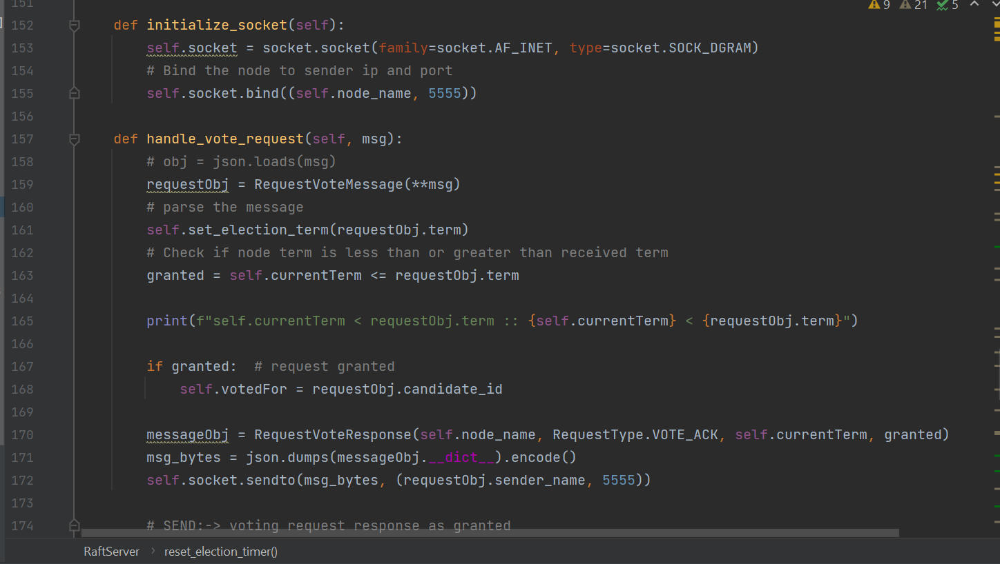 151
9 21 5
152 def initialize_socket(self):
153 self.socket = socket.socket(family=socket.AF_INET, type=socket.SOCK_DGRAM)
154 # Bind the node to sender ip and port
155 self.socket.bind((self.node_name, 5555))
156
157 def handle_vote_request(self, msg):
158 # obj = json.loads(msg)
159 requestObj = RequestVoteMessage(**msg)
160 # parse the message
161 self.set_election_term(requestObj.term)
162 # Check if node term is less than or greater than received term
163 granted = self.currentTerm <= requestObj.term
164
165 print(f"self.currentTerm < requestObj.term :: {self.currentTerm} < {requestObj.term}")
166
167 if granted:  # request granted
168 self.votedFor = requestObj.candidate_id
169
170 messageObj = RequestVoteResponse(self.node_name, RequestType.VOTE_ACK, self.currentTerm, granted)
171 msg_bytes = json.dumps(messageObj.__dict__).encode()
172 self.socket.sendto(msg_bytes, (requestObj.sender_name, 5555))
173
174 # SEND:-> voting request response as granted
RaftServer › reset_election_timer()